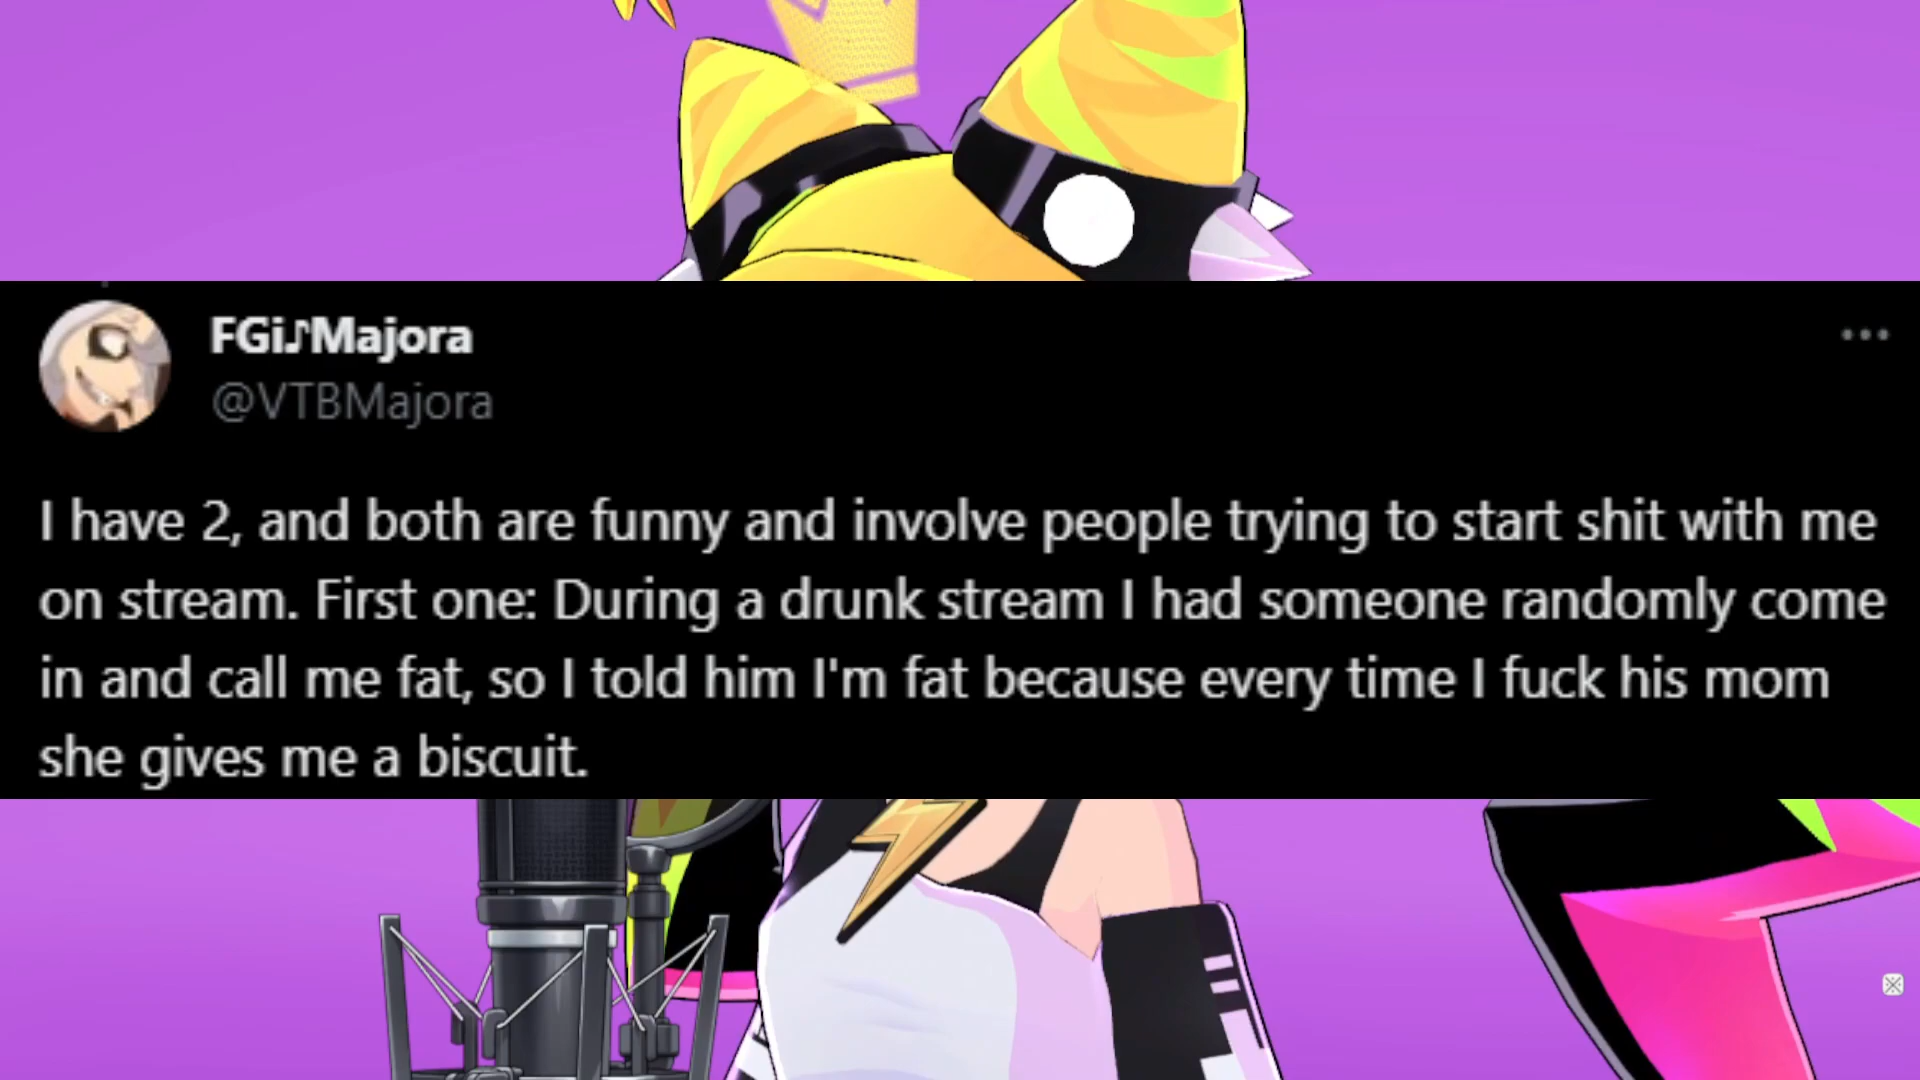 FGi♪Majora
@VTBMajora
I have 2, and both are funny and involve people trying to start shit with me
on stream. First one: During a drunk stream I had someone randomly come
in and call me fat, so I told him I'm fat because every time I fuck his mom
she gives me a biscuit.